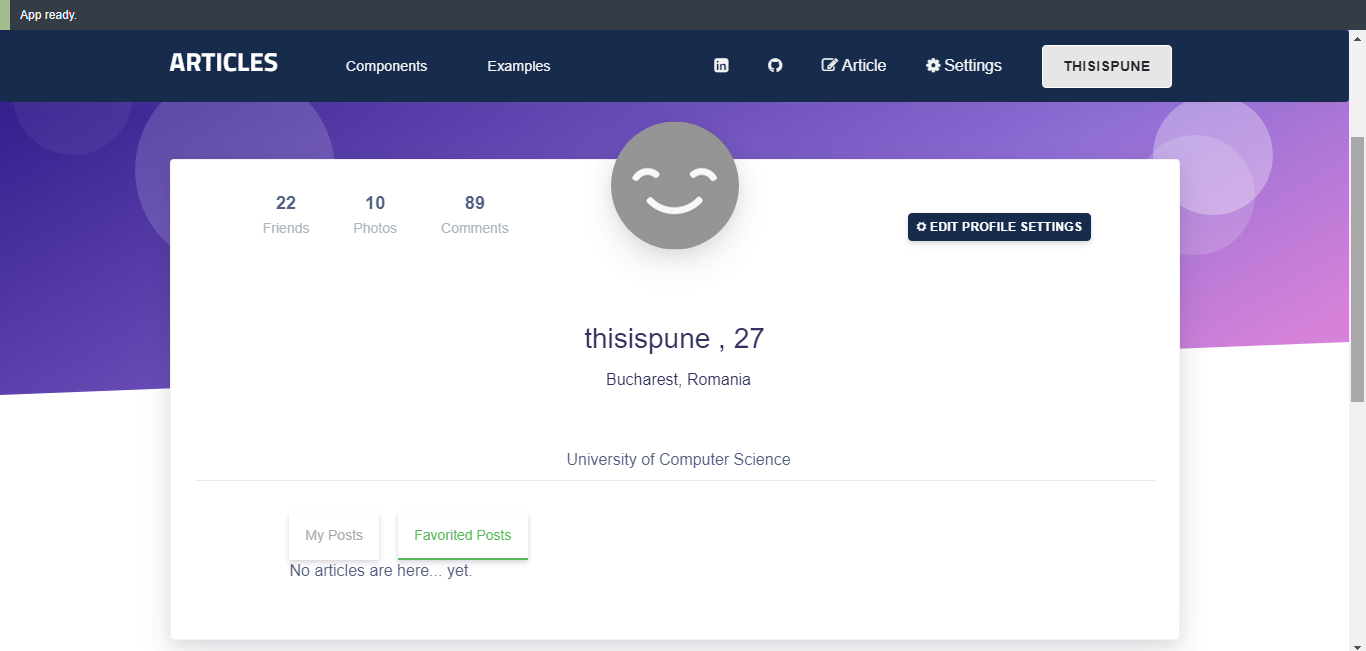 App ready.
ARTICLES Components Examples Article Settings THISISPUNE
22 10 89
Friends Photos Comments
EDIT PROFILE SETTINGS
thisispune , 27
Bucharest, Romania
University of Computer Science
My Posts Favorited Posts
No articles are here... yet.